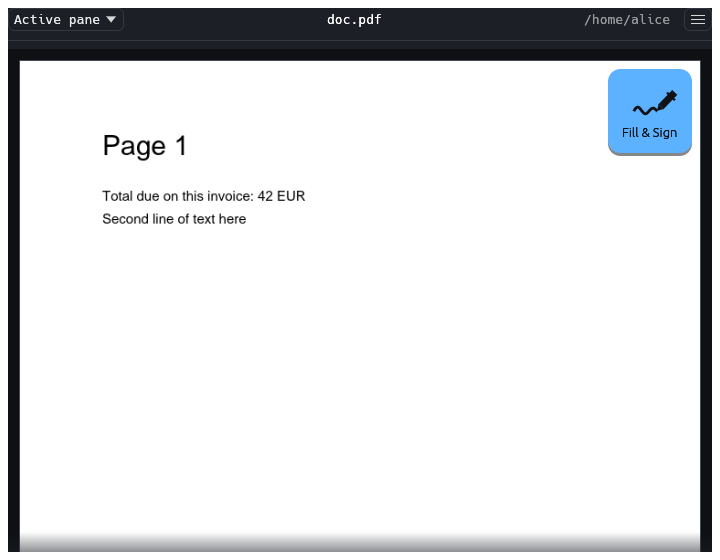 Active pane
doc.pdf
/home/alice
Fill & Sign
Page 1
Total due on this invoice: 42 EUR
Second line of text here